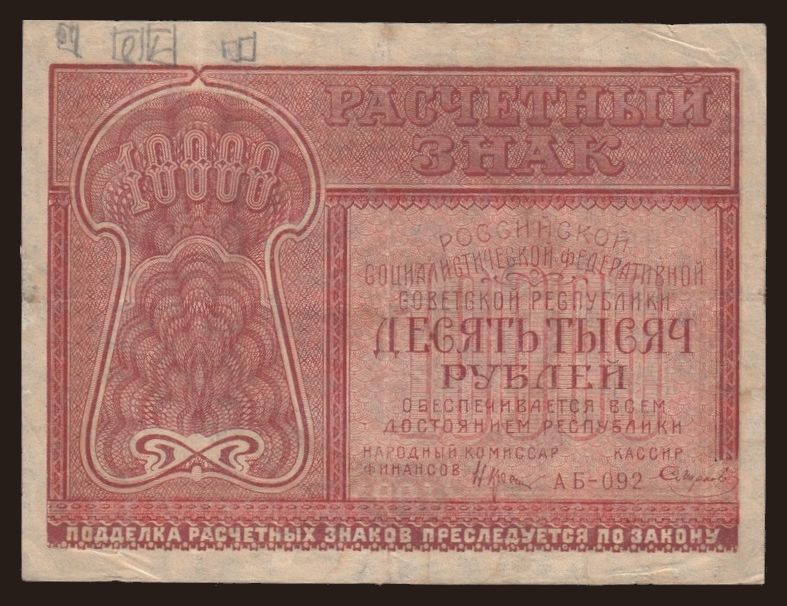 РАСЧЕТНЫЙ
ЗНАК
10000
РОССИЙСКОЙ
СОЦИАЛИСТИЧЕСКОЙ ФЕДЕРАТИВНОЙ
СОВЕТСКОЙ РЕСПУБЛИКИ
ДЕСЯТЬ ТЫСЯЧ
РУБЛЕЙ
ОБЕСПЕЧИВАЕТСЯ ВСЕМ
ДОСТОЯНИЕМ РЕСПУБЛИКИ
НАРОДНЫЙ КОМИССАР КАССИР
ФИНАНСОВ АБ-092
ПОДДЕЛКА РАСЧЕТНЫХ ЗНАКОВ ПРЕСЛЕДУЕТСЯ ПО ЗАКОНУ